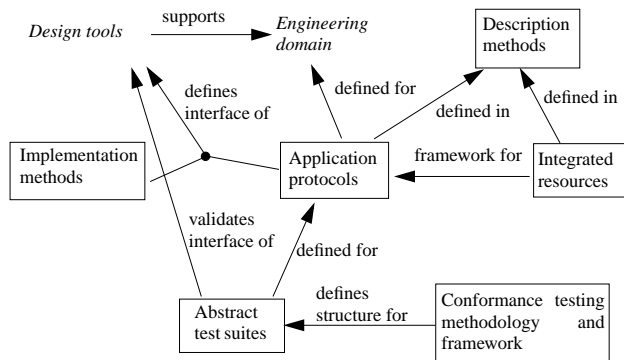 supports
Design tools
Engineering
domain
Description
methods
defines
interface of
defined for
defined in
defined in
Implementation
methods
Application
protocols
framework for
Integrated
resources
validates
interface of
defined for
Abstract
test suites
defines
structure for
Conformance testing
methodology and
framework